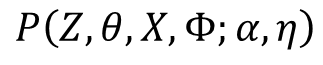 P(Z, θ, X, Φ; α, η)